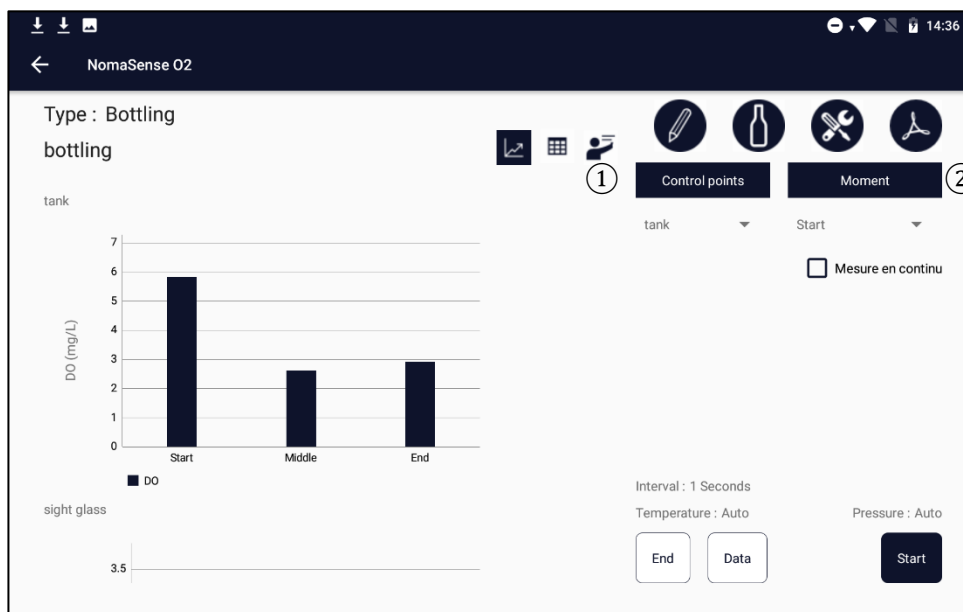 14:36
NomaSense O2
Type : Bottling
bottling
① Control points Moment ②
tank
tank Start
Mesure en continu
7
6
5
4
3
2
1
0
DO (mg/L)
Start Middle End
DO
sight glass
3.5
Interval : 1 Seconds
Temperature : Auto Pressure : Auto
End Data Start